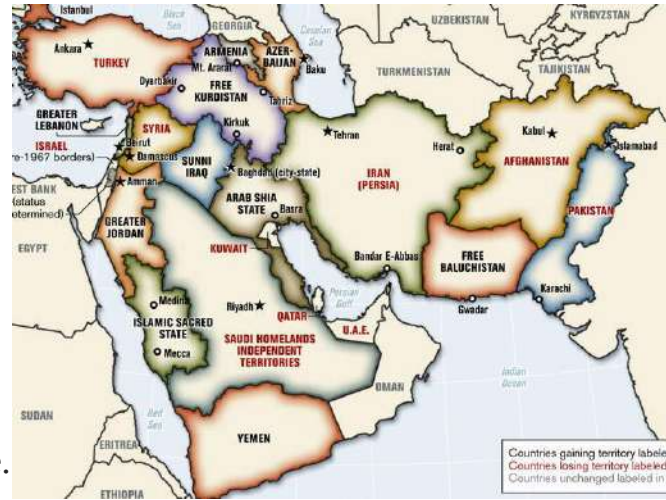 Istanbul
Black
Sea
GEORGIA
Caspian
Sea
UZBEKISTAN
KYRGYZSTAN
Ankara
TURKEY
ARMENIA
Mt. Ararat
AZER-
BAIJAN
Baku
TURKMENISTAN
TAJIKISTAN
Dyarbakir
FREE
KURDISTAN
Tabriz
GREATER
LEBANON
SYRIA
Kirkuk
Tehran
Herat
Kabul
Islamabad
ISRAEL
re-1967 borders)
Beirut
Damascus
SUNNI
IRAQ
Baghdad (city-state)
IRAN
(PERSIA)
AFGHANISTAN
EST BANK
(status
etermined)
Amman
ARAB SHIA
STATE
Basra
PAKISTAN
GREATER
JORDAN
EGYPT
KUWAIT
FREE
BALUCHISTAN
Bandar E-Abbas
Persian
Gulf
Karachi
Gwadar
Medina
ISLAMIC SACRED
STATE
Mecca
Riyadh
QATAR
U.A.E.
SAUDI HOMELANDS
INDEPENDENT
TERRITORIES
OMAN
Indian
Ocean
SUDAN
Red
Sea
YEMEN
ERITREA
ETHIOPIA
Countries gaining territory labele
Countries losing territory labeled
Countries unchanged labeled in
.